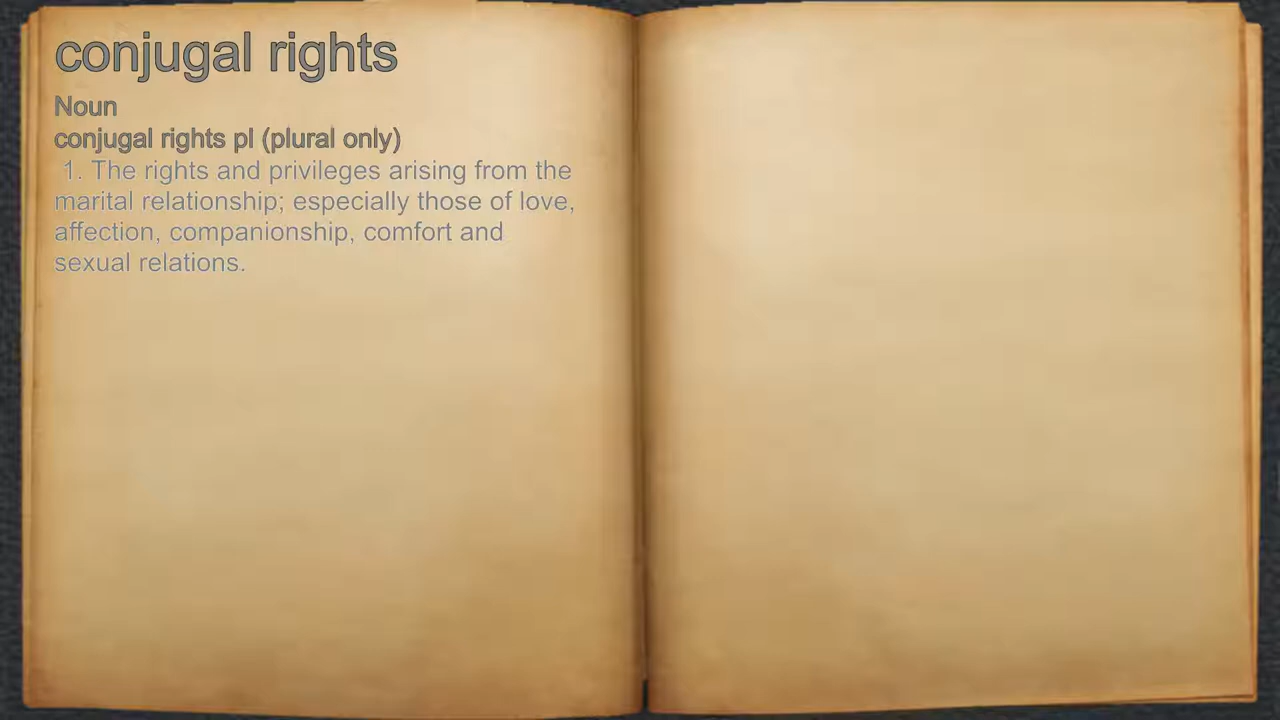 conjugal rights
Noun
conjugal rights pl (plural only)
1. The rights and privileges arising from the
marital relationship; especially those of love,
affection, companionship, comfort and
sexual relations.